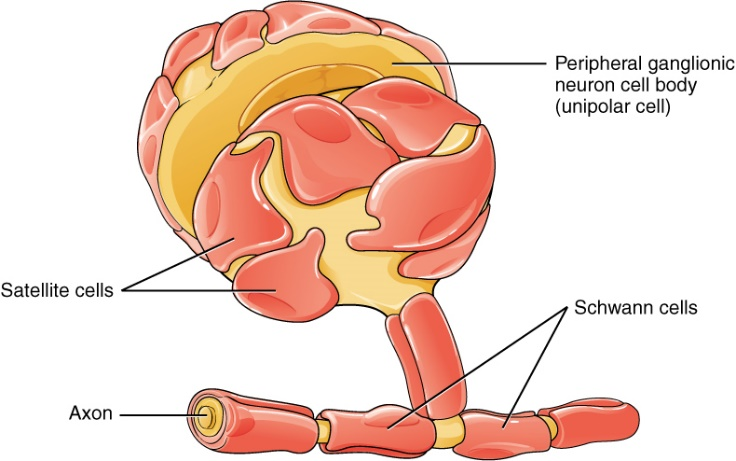 Peripheral ganglionic
neuron cell body
(unipolar cell)
Satellite cells
Schwann cells
Axon